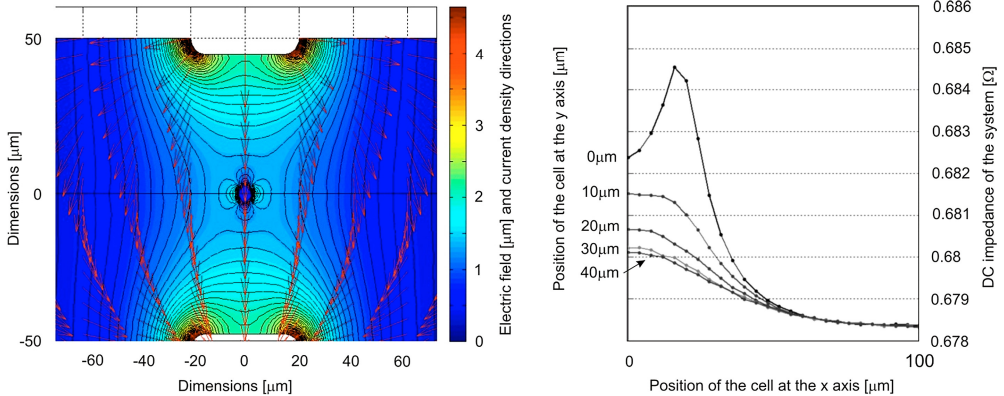 50
0
-50
Dimensions [μm]
-60
-40
-20
0
20
40
60
Dimensions [μm]
4
3
2
1
0
Electric field [μm] and current density directions
Position of the cell at the y axis [μm]
0μm
10μm
20μm
30μm
40μm
0
100
Position of the cell at the x axis [μm]
0.686
0.685
0.684
0.683
0.682
0.681
0.68
0.679
0.678
DC impedance of the system [Ω]